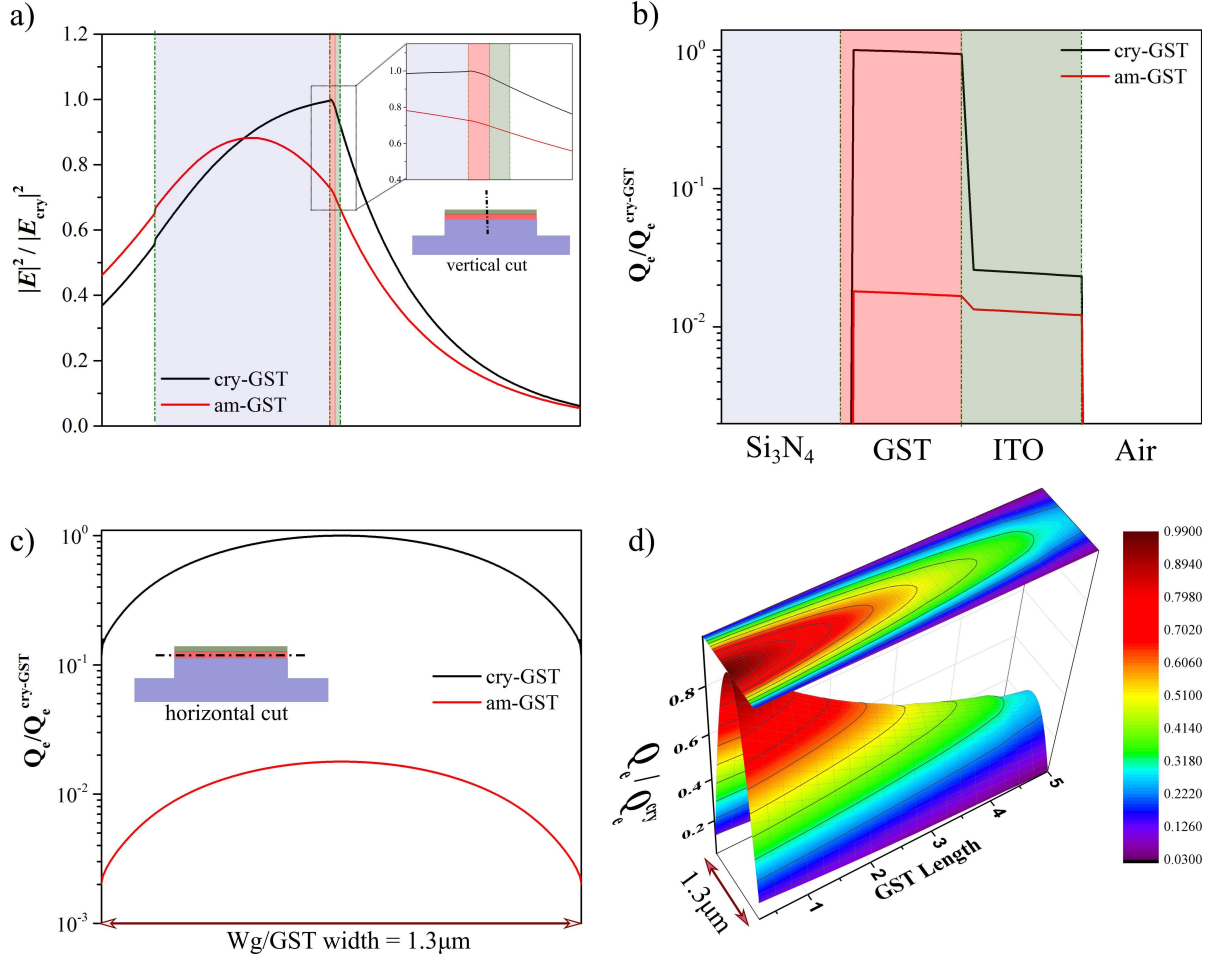 a)
|E|² / |E_cry|²
1.2
1.0
0.8
0.6
0.4
0.2
0.0
1.0
0.8
0.6
0.4
vertical cut
cry-GST
am-GST
b)
Q_e/Q_e^cry-GST
10⁰
10⁻¹
10⁻²
cry-GST
am-GST
Si₃N₄ GST ITO Air
c)
Q_e/Q_e^cry-GST
10⁰
10⁻¹
10⁻²
10⁻³
horizontal cut
cry-GST
am-GST
Wg/GST width = 1.3μm
d)
Q_e / Q_e^cry
0.8
0.6
0.4
0.2
1.3μm
1
2
3
4
5
GST Length
0.9900
0.8940
0.7980
0.7020
0.6060
0.5100
0.4140
0.3180
0.2220
0.1260
0.0300